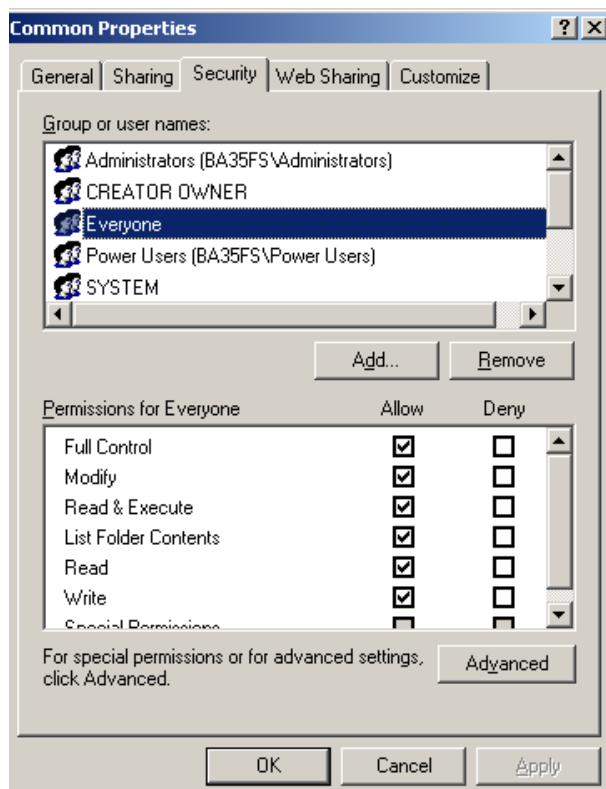 Common Properties
General Sharing Security Web Sharing Customize
Group or user names:
Administrators (BA35FS\Administrators)
CREATOR OWNER
Everyone
Power Users (BA35FS\Power Users)
SYSTEM
Add... Remove
Permissions for Everyone Allow Deny
Full Control
Modify
Read & Execute
List Folder Contents
Read
Write
Special Permissions
For special permissions or for advanced settings, Advanced
click Advanced.
OK Cancel Apply